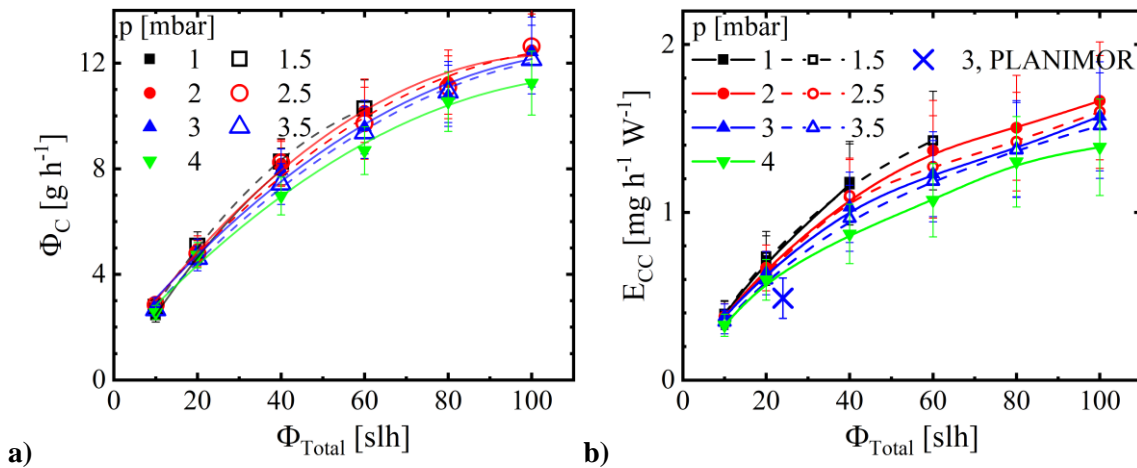 p [mbar]
1 1.5
2 2.5
3 3.5
4
12
8
4
0
0 20 40 60 80 100
Φ_C [g h⁻¹]
Φ_Total [slh]
a)
p [mbar]
1 1.5 3, PLANIMOR
2 2.5
3 3.5
4
2
1
0
0 20 40 60 80 100
E_CC [mg h⁻¹ W⁻¹]
Φ_Total [slh]
b)